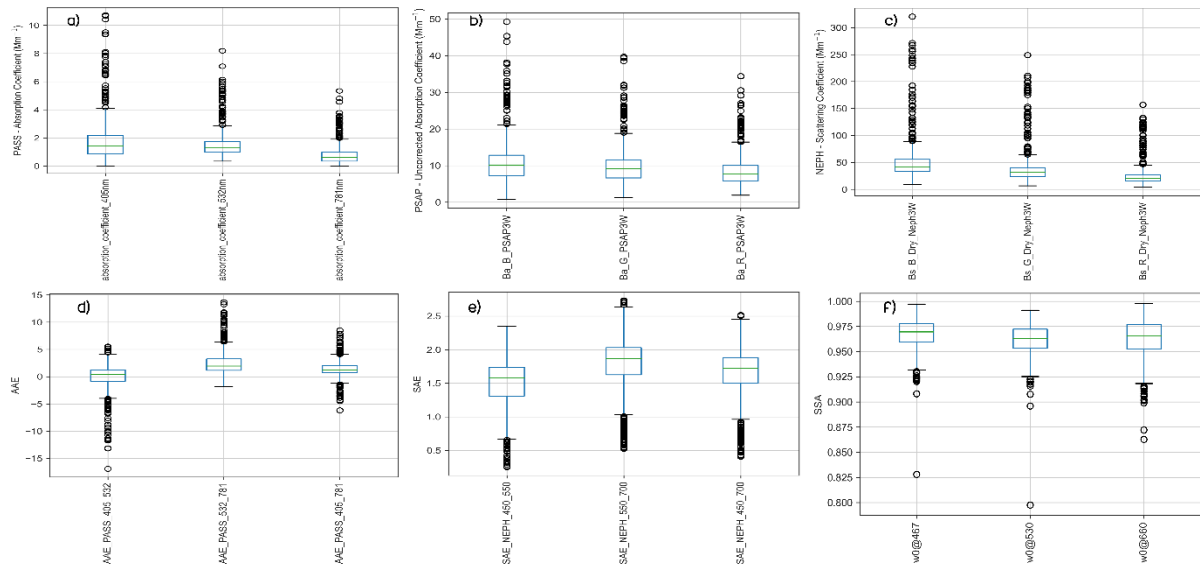 a)
PASS - Absorption Coefficient (Mm⁻¹)
10
8
6
4
2
0
absorption_coefficient_405nm
absorption_coefficient_532nm
absorption_coefficient_781nm
b)
PSAP - Uncorrected Absorption Coefficient (Mm⁻¹)
50
40
30
20
10
0
Ba_B_PSAP3W
Ba_G_PSAP3W
Ba_R_PSAP3W
c)
NEPH - Scattering Coefficient (Mm⁻¹)
300
250
200
150
100
50
0
Bs_B_Dry_Neph3W
Bs_G_Dry_Neph3W
Bs_R_Dry_Neph3W
d)
AAE
15
10
5
0
−5
−10
−15
AAE_PASS_405_532
AAE_PASS_532_781
AAE_PASS_405_781
e)
SAE
2.5
2.0
1.5
1.0
0.5
SAE_NEPH_450_550
SAE_NEPH_550_700
SAE_NEPH_450_700
f)
SSA
1.000
0.975
0.950
0.925
0.900
0.875
0.850
0.825
0.800
w0@467
w0@530
w0@660